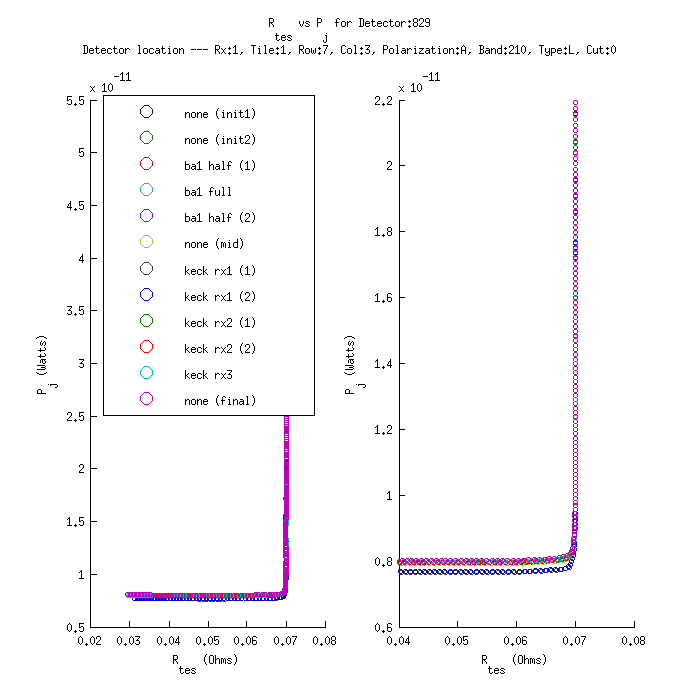 R_tes vs P_j for Detector:829
Detector location --- Rx:1, Tile:1, Row:7, Col:3, Polarization:A, Band:210, Type:L, Cut:0
x 10^-11
5.5
5
4.5
4
3.5
3
2.5
2
1.5
1
0.5
0.02 0.03 0.04 0.05 0.06 0.07 0.08
P_j (Watts)
R_tes (Ohms)
none (init1)
none (init2)
ba1 half (1)
ba1 full
ba1 half (2)
none (mid)
keck rx1 (1)
keck rx1 (2)
keck rx2 (1)
keck rx2 (2)
keck rx3
none (final)
x 10^-11
2.2
2
1.8
1.6
1.4
1.2
1
0.8
0.6
0.04 0.05 0.06 0.07 0.08
P_j (Watts)
R_tes (Ohms)